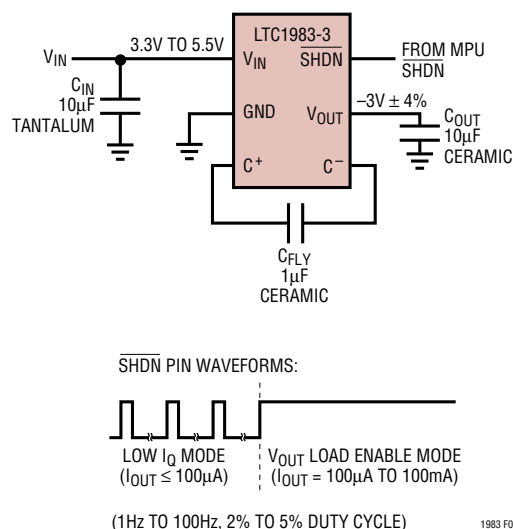 LTC1983-3
V_IN
3.3V TO 5.5V
V_IN
SHDN
FROM MPU
SHDN
C_IN
10µF
TANTALUM
GND
V_OUT
–3V ± 4%
C_OUT
10µF
CERAMIC
C+
C–
C_FLY
1µF
CERAMIC
SHDN PIN WAVEFORMS:
LOW I_Q MODE
(I_OUT ≤ 100µA)
V_OUT LOAD ENABLE MODE
(I_OUT = 100µA TO 100mA)
(1Hz TO 100Hz, 2% TO 5% DUTY CYCLE)
1983 F0